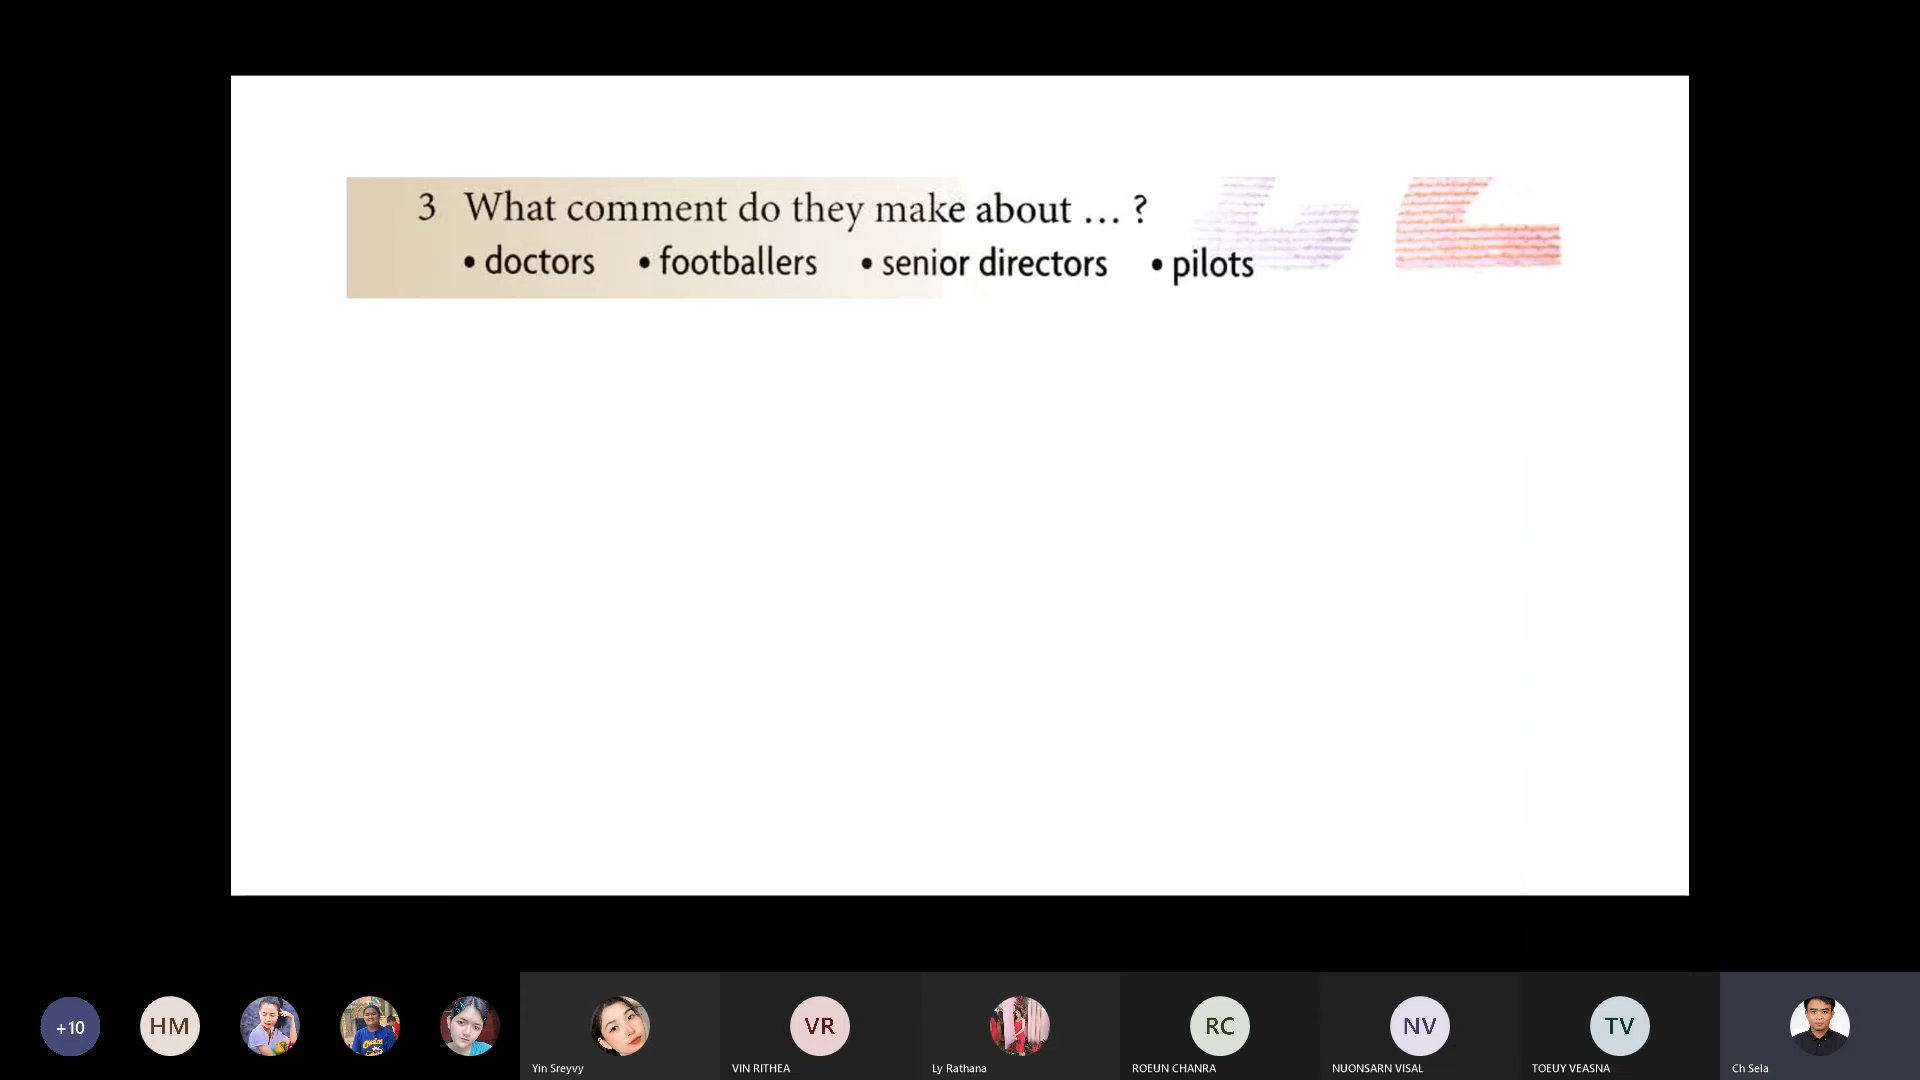 3 What comment do they make about … ?
• doctors • footballers • senior directors • pilots
+10
HM
VR
RC
NV
TV
Yin Sreyvy
VIN RITHEA
Ly Rathana
ROEUN CHANRA
NUONSARN VISAL
TOEUY VEASNA
Ch Sela